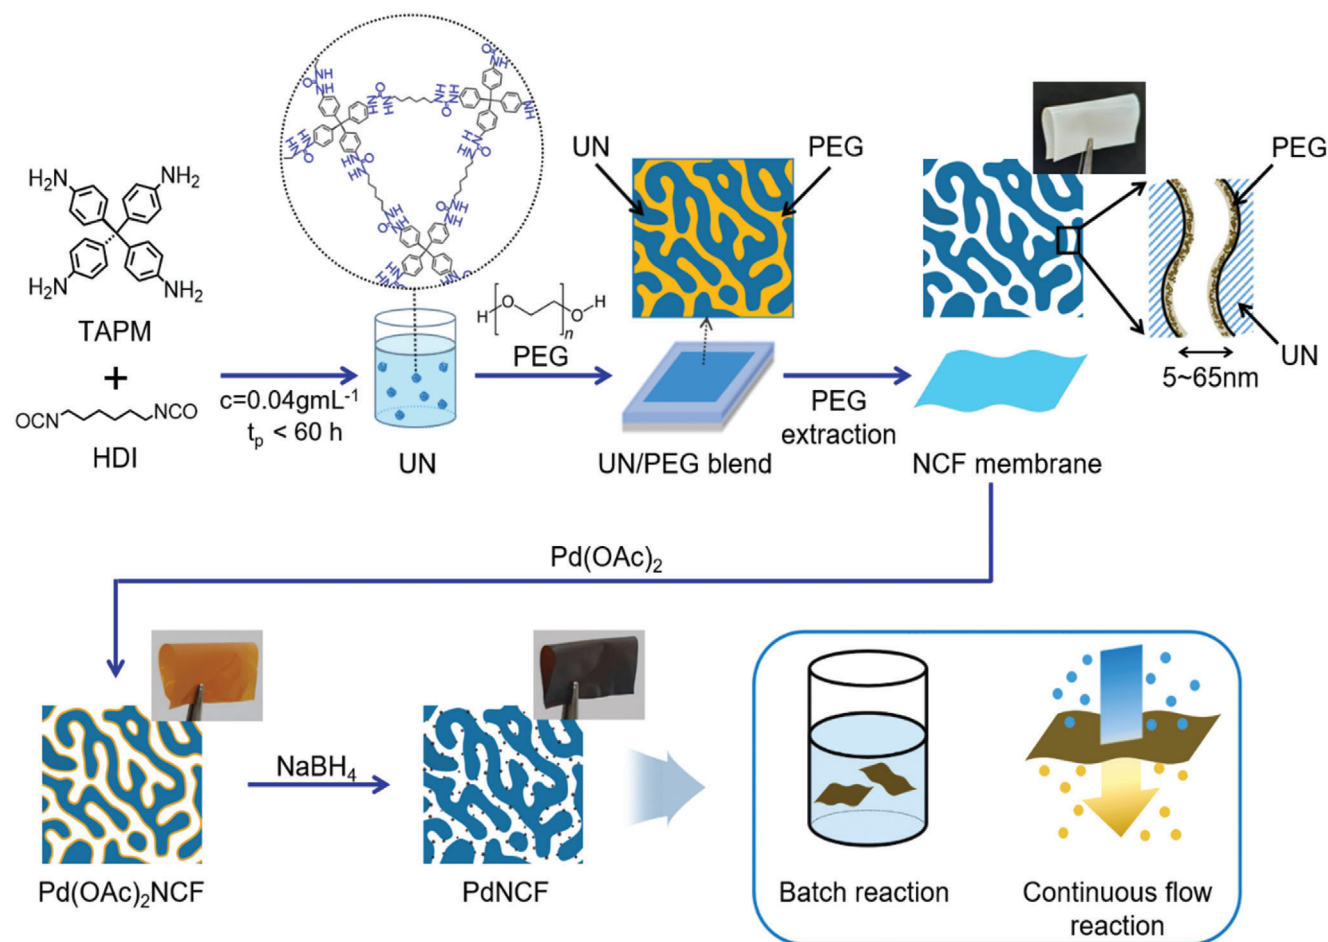 H₂N
NH₂
H₂N
NH₂
TAPM
+
OCN
NCO
HDI
c=0.04gmL⁻¹
tₚ < 60 h
UN
H
O
O
H
n
PEG
UN
PEG
UN/PEG blend
PEG
extraction
NCF membrane
PEG
UN
5~65nm
Pd(OAc)₂
Pd(OAc)₂NCF
NaBH₄
PdNCF
Batch reaction
Continuous flow
reaction